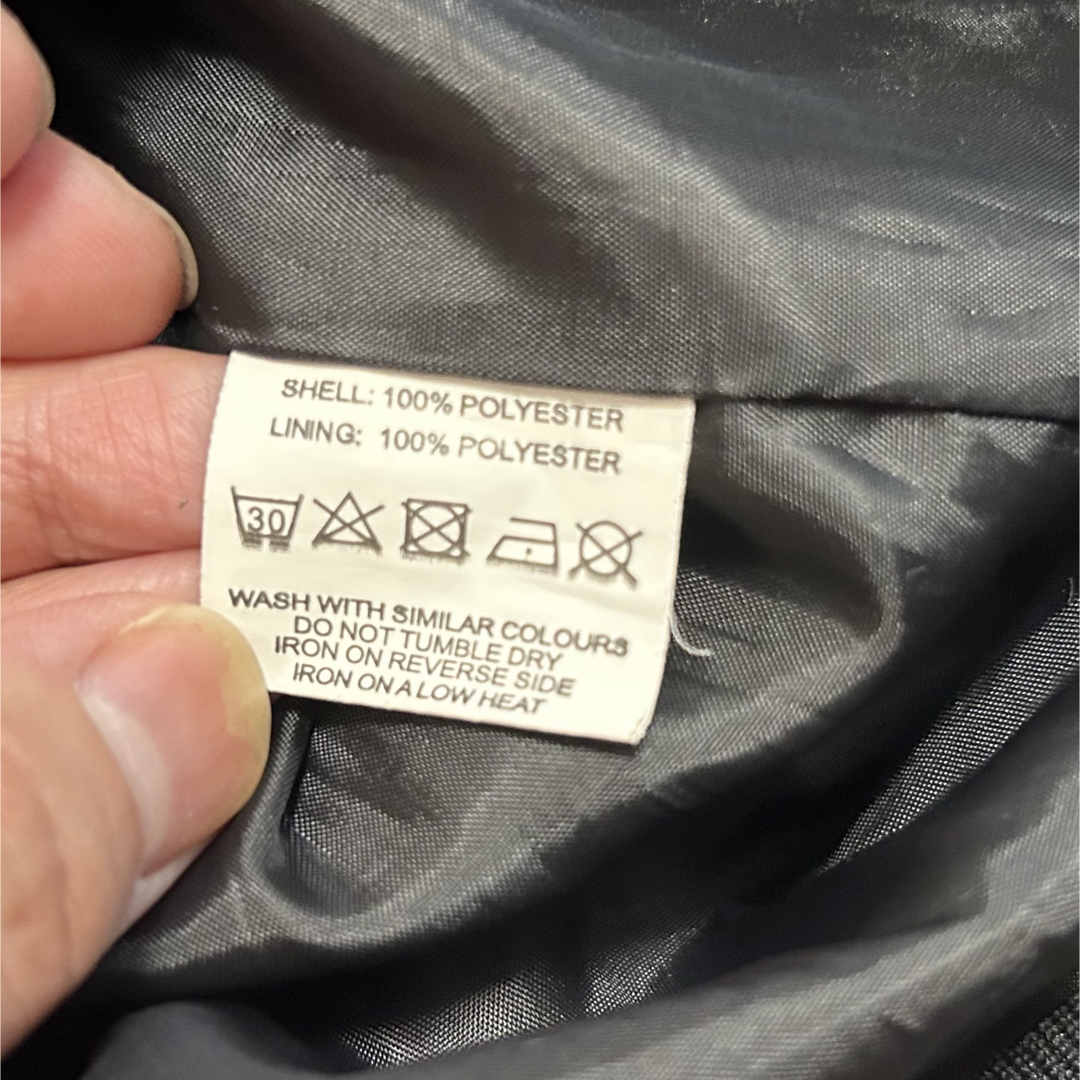 SHELL: 100% POLYESTER
LINING: 100% POLYESTER
30
WASH WITH SIMILAR COLOURS
DO NOT TUMBLE DRY
IRON ON REVERSE SIDE
IRON ON A LOW HEAT